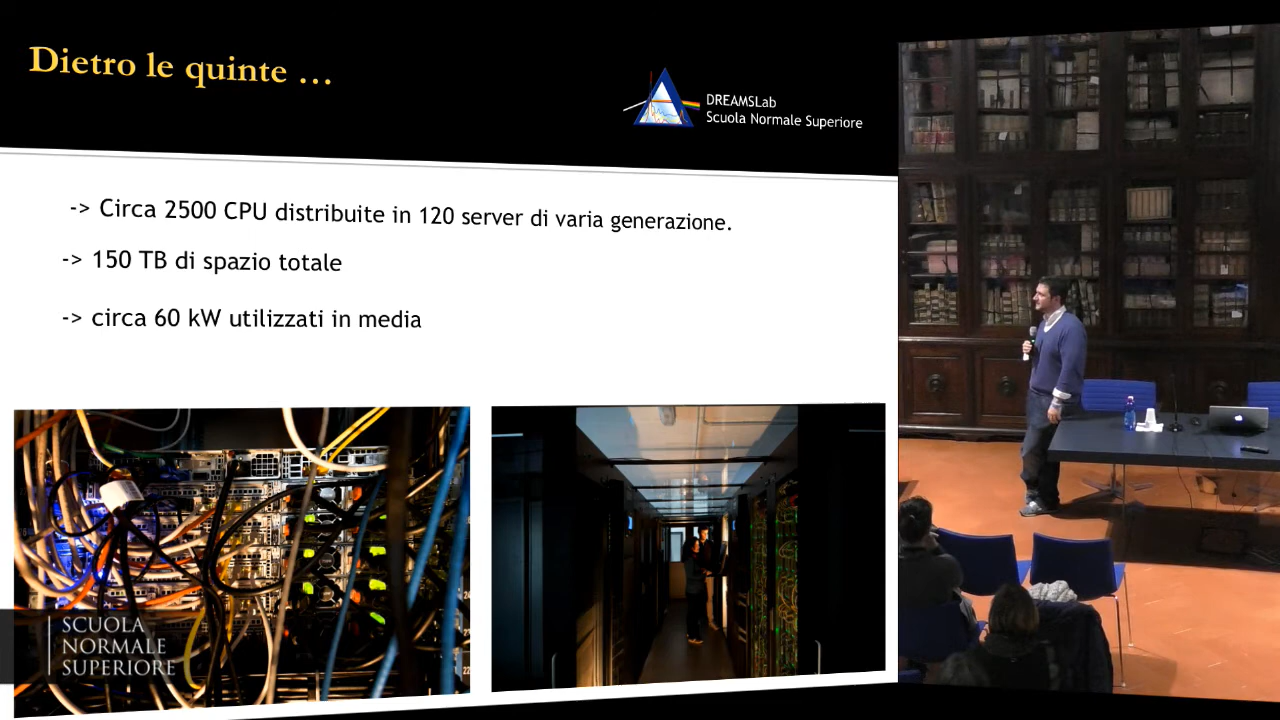 Dietro le quinte ...
DREAMSLab
Scuola Normale Superiore
-> Circa 2500 CPU distribuite in 120 server di varia generazione.
-> 150 TB di spazio totale
-> circa 60 kW utilizzati in media
SCUOLA
NORMALE
SUPERIORE